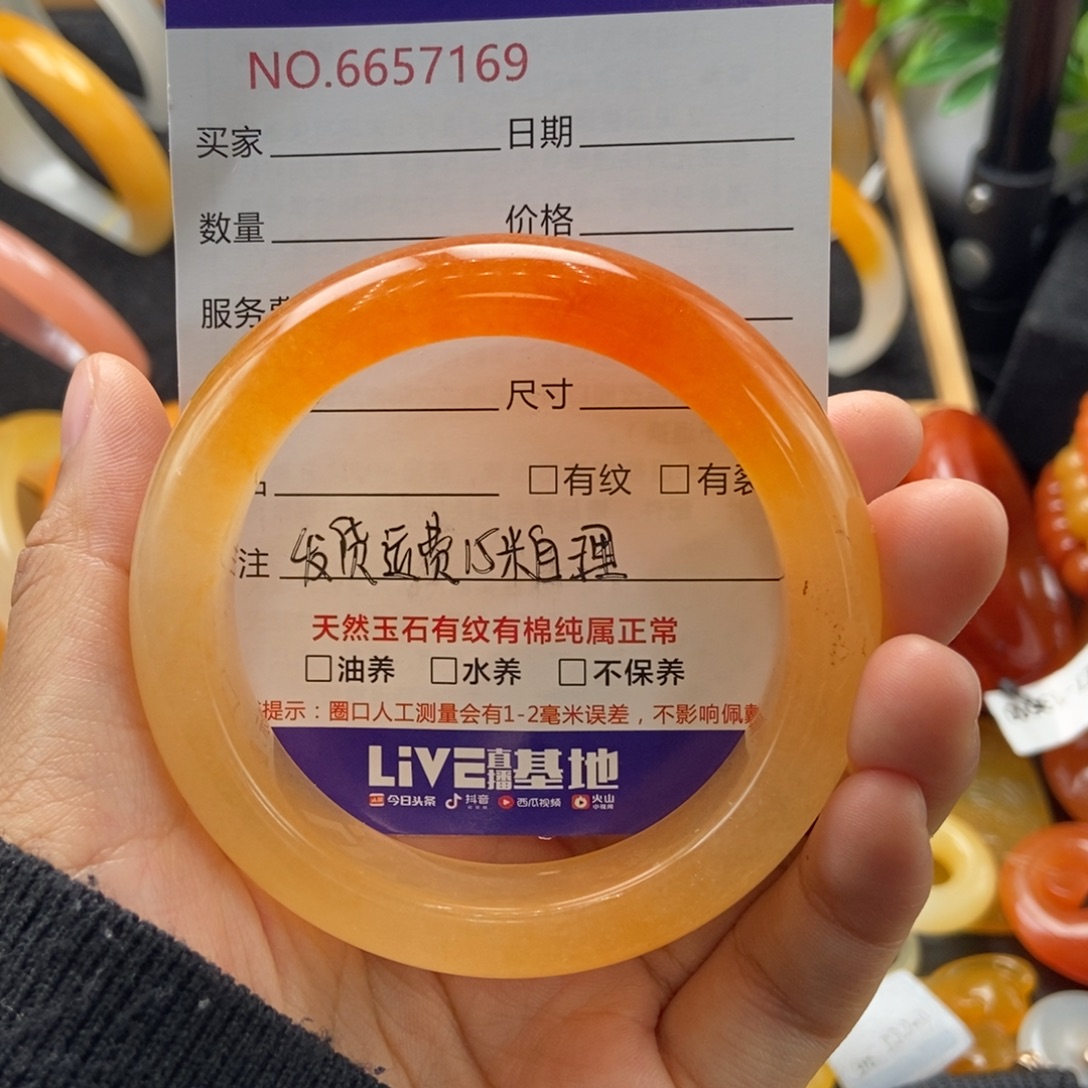 NO.6657169
买家 日期
数量 价格
服务费
尺寸
□有纹 □有裂
注 发货运费15米自理
天然玉石有纹有棉纯属正常
□油养 □水养 □不保养
提示：圈口人工测量会有1-2毫米误差，不影响佩戴
LiVE直播基地
今日头条 抖音 西瓜视频 火山